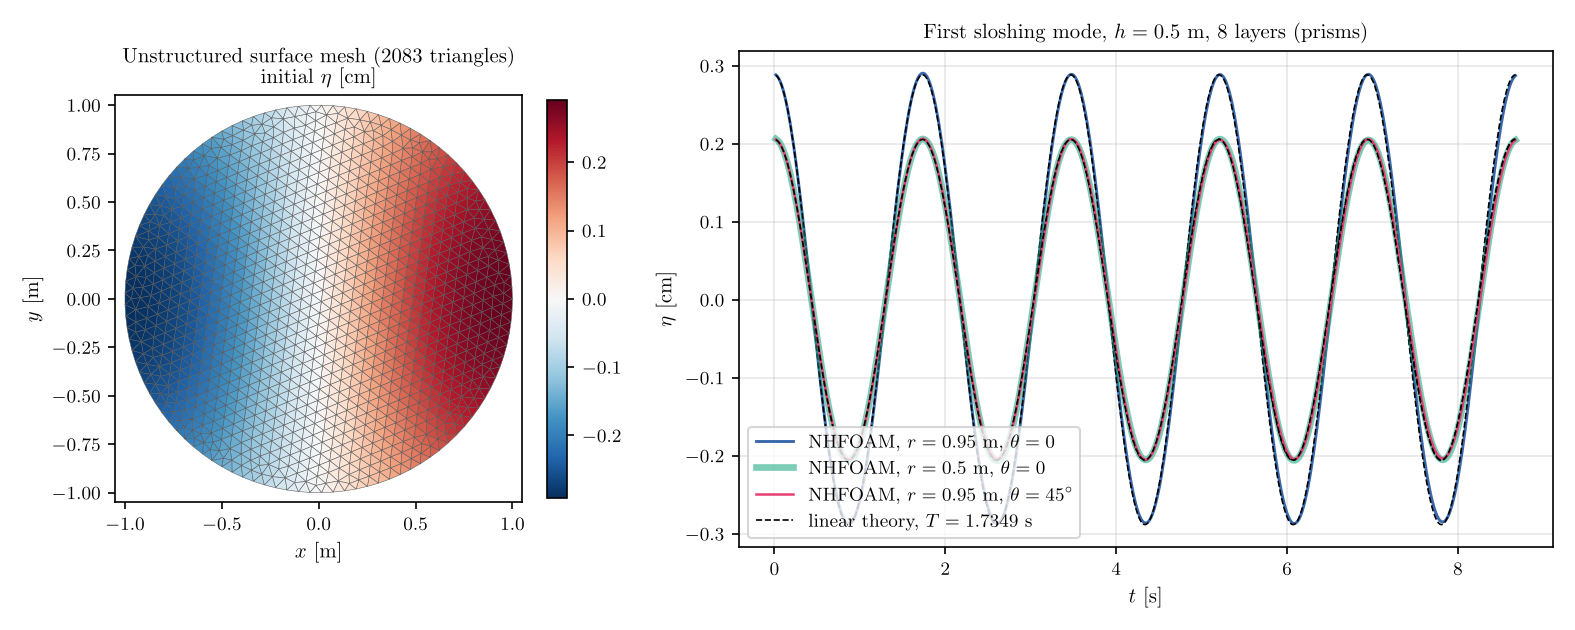 Unstructured surface mesh (2083 triangles)
initial η [cm]
1.00
0.75
0.50
0.25
0.00
−0.25
−0.50
−0.75
−1.00
y [m]
−1.0
−0.5
0.0
0.5
1.0
x [m]
0.2
0.1
0.0
−0.1
−0.2
First sloshing mode, h = 0.5 m, 8 layers (prisms)
0.3
0.2
0.1
0.0
−0.1
−0.2
−0.3
η [cm]
NHFOAM, r = 0.95 m, θ = 0
NHFOAM, r = 0.5 m, θ = 0
NHFOAM, r = 0.95 m, θ = 45°
linear theory, T = 1.7349 s
0
2
4
6
8
t [s]